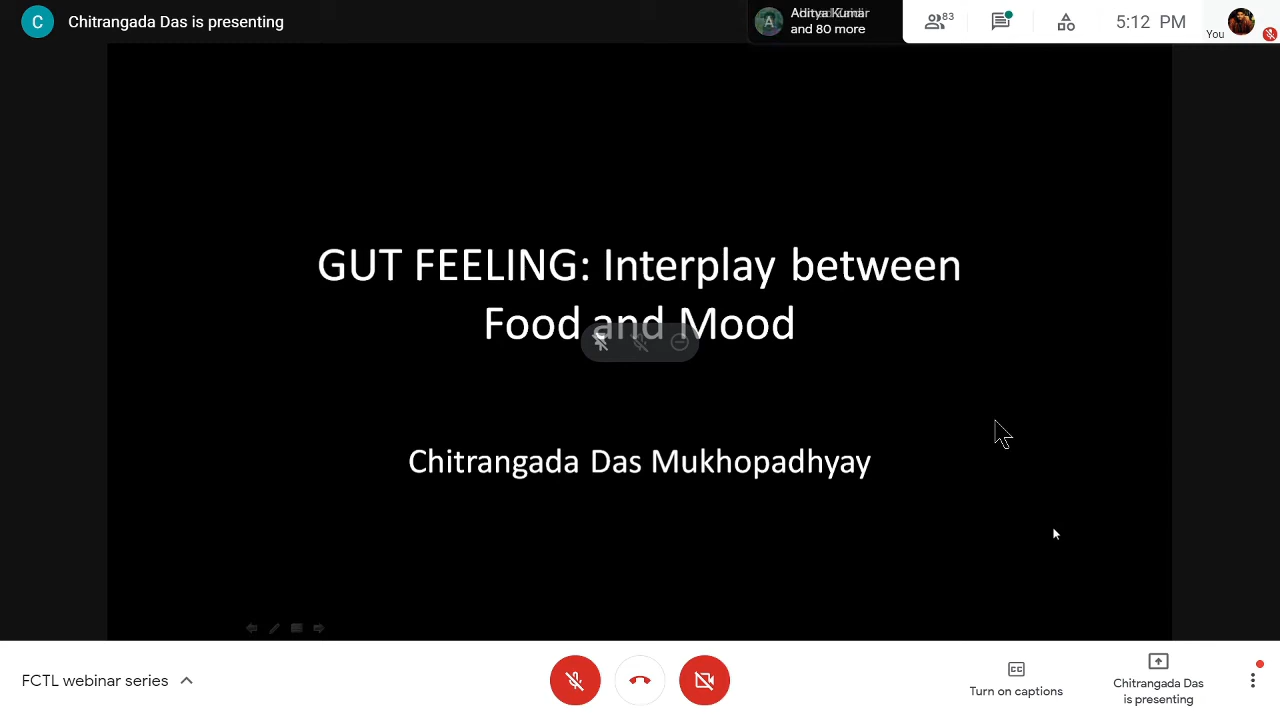 C
Chitrangada Das is presenting
A
Aditya Kumar
and 80 more
83
5:12 PM
You
GUT FEELING: Interplay between
Food and Mood
Chitrangada Das Mukhopadhyay
FCTL webinar series
CC
Turn on captions
Chitrangada Das
is presenting